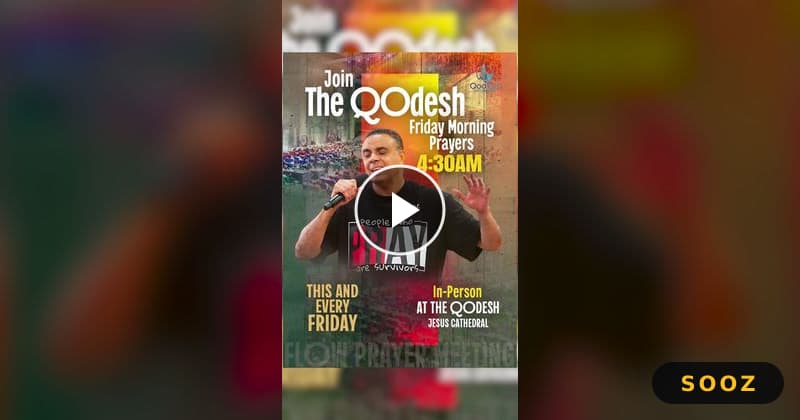 Join
The QOdesh
Friday Morning
Prayers
4:30AM
People who
PRAY
are survivors
THIS AND
EVERY
FRIDAY
In-Person
AT THE QODESH
JESUS CATHEDRAL
FLOW PRAYER MEETING
SOOZ